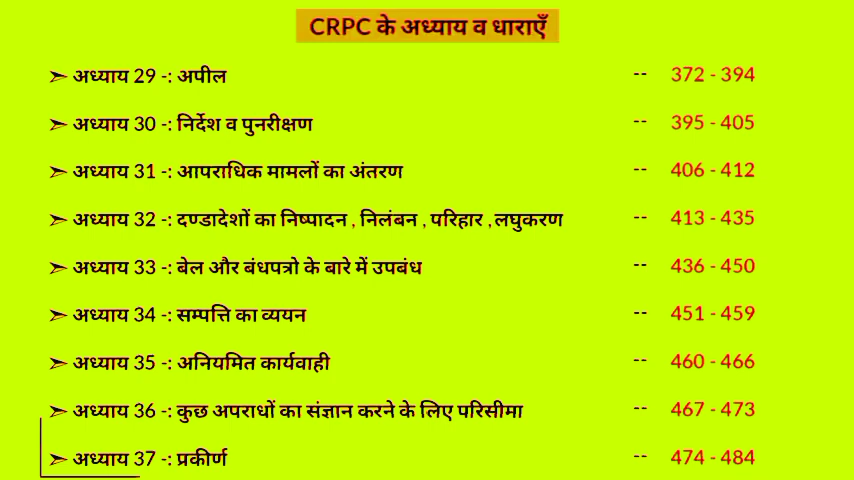 CRPC के अध्याय व धाराएँ
➣ अध्याय 29 -: अपील -- 372 - 394
➣ अध्याय 30 -: निर्देश व पुनरीक्षण -- 395 - 405
➣ अध्याय 31 -: आपराधिक मामलों का अंतरण -- 406 - 412
➣ अध्याय 32 -: दण्डादेशों का निष्पादन , निलंबन , परिहार ,लघुकरण -- 413 - 435
➣ अध्याय 33 -: बेल और बंधपत्रो के बारे में उपबंध -- 436 - 450
➣ अध्याय 34 -: सम्पत्ति का व्ययन -- 451 - 459
➣ अध्याय 35 -: अनियमित कार्यवाही -- 460 - 466
➣ अध्याय 36 -: कुछ अपराधों का संज्ञान करने के लिए परिसीमा -- 467 - 473
➣ अध्याय 37 -: प्रकीर्ण -- 474 - 484